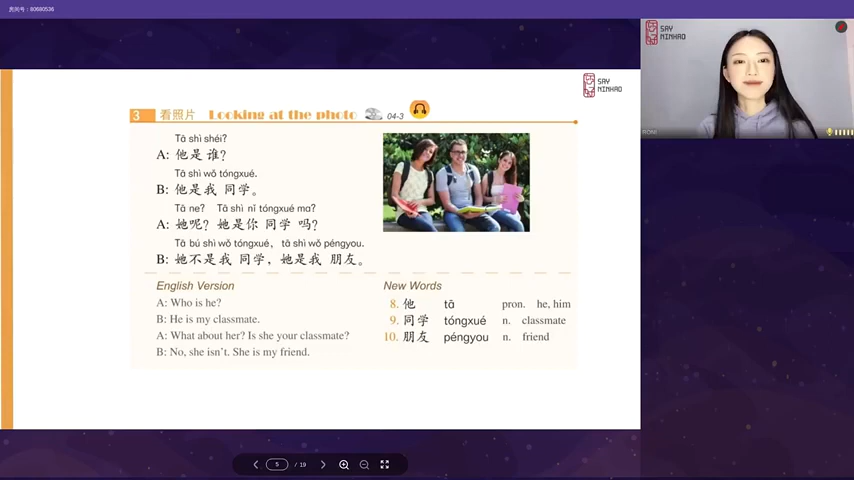 房间号：80680536
SAY
NINHAO
RONI
SAY
NINHAO
3 看照片 Looking at the photo 04-3
Tā shì shéi?
A: 他是 谁?
Tā shì wǒ tóngxué.
B: 他是我 同学。
Tā ne? Tā shì nǐ tóngxué ma?
A: 她呢? 她是你 同学 吗?
Tā bú shì wǒ tóngxué, tā shì wǒ péngyou.
B: 她不是我 同学, 她是我 朋友。
English Version
A: Who is he?
B: He is my classmate.
A: What about her? Is she your classmate?
B: No, she isn't. She is my friend.
New Words
8. 他 tā pron. he, him
9. 同学 tóngxué n. classmate
10. 朋友 péngyou n. friend
5 / 19